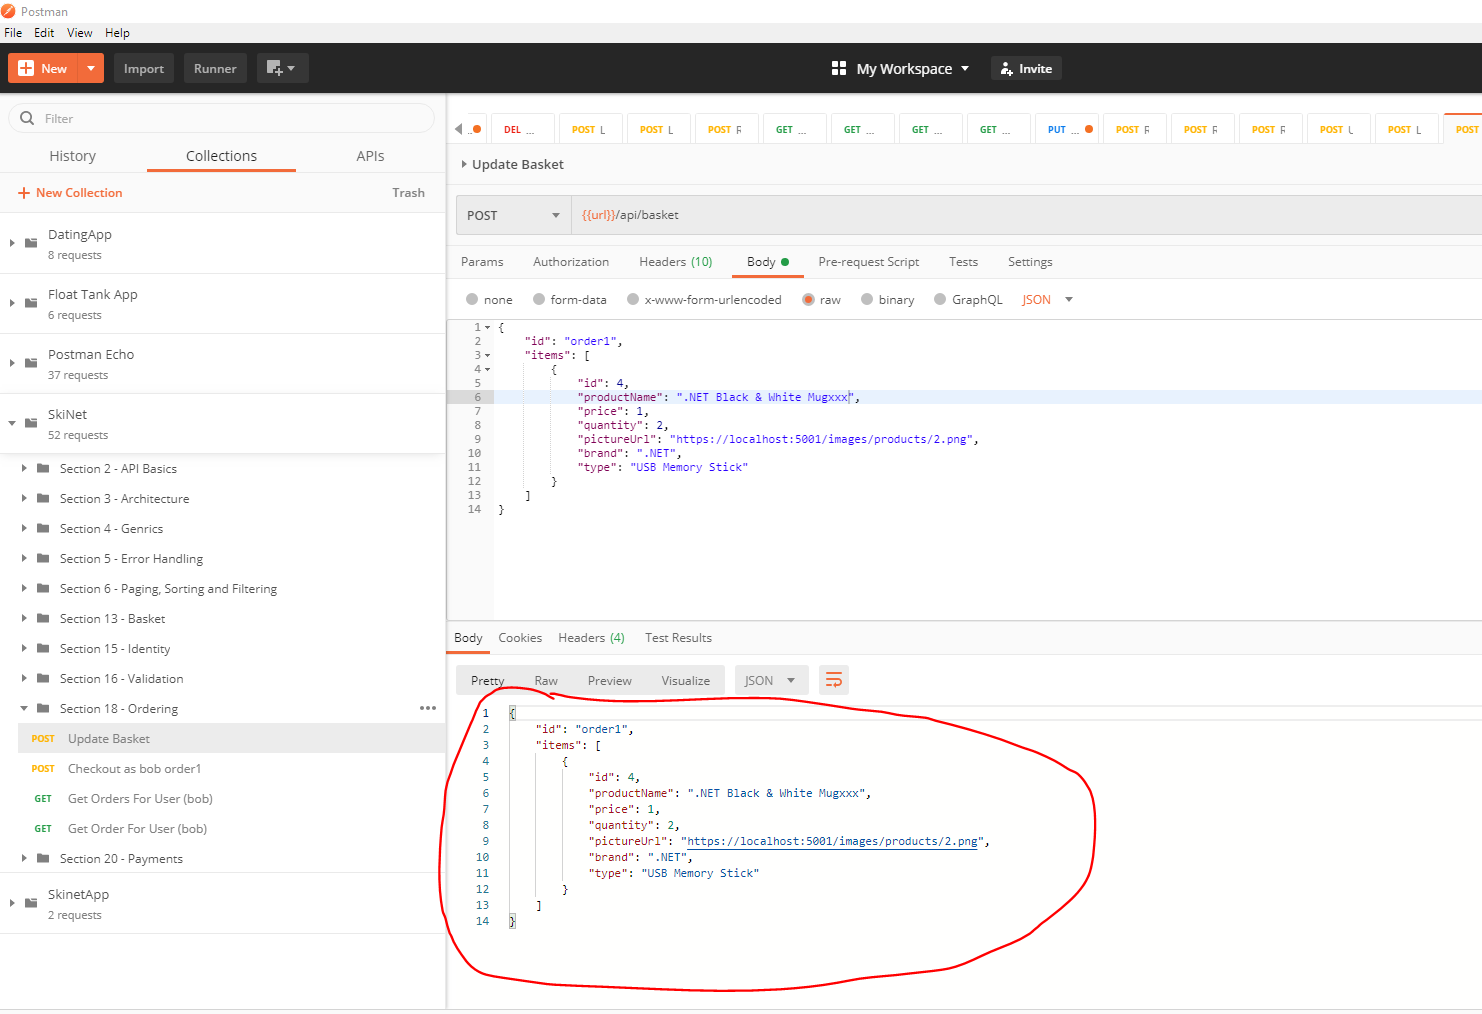 Postman
File Edit View Help
New Import Runner My Workspace Invite
Filter
History Collections APIs
New Collection Trash
DatingApp
8 requests
Float Tank App
6 requests
Postman Echo
37 requests
SkiNet
52 requests
Section 2 - API Basics
Section 3 - Architecture
Section 4 - Genrics
Section 5 - Error Handling
Section 6 - Paging, Sorting and Filtering
Section 13 - Basket
Section 15 - Identity
Section 16 - Validation
Section 18 - Ordering
POST Update Basket
POST Checkout as bob order1
GET Get Orders For User (bob)
GET Get Order For User (bob)
Section 20 - Payments
SkinetApp
2 requests
... DEL ... POST L POST L POST R GET ... GET ... GET ... GET ... PUT ... POST R POST R POST R POST L POST L POST
Update Basket
POST {{url}}/api/basket
Params Authorization Headers (10) Body Pre-request Script Tests Settings
none form-data x-www-form-urlencoded raw binary GraphQL JSON
1 {
2 "id": "order1",
3 "items": [
4 {
5 "id": 4,
6 "productName": ".NET Black & White Mugxxx",
7 "price": 1,
8 "quantity": 2,
9 "pictureUrl": "https://localhost:5001/images/products/2.png",
10 "brand": ".NET",
11 "type": "USB Memory Stick"
12 }
13 ]
14 }
Body Cookies Headers (4) Test Results
Pretty Raw Preview Visualize JSON
1 {
2 "id": "order1",
3 "items": [
4 {
5 "id": 4,
6 "productName": ".NET Black & White Mugxxx",
7 "price": 1,
8 "quantity": 2,
9 "pictureUrl": "https://localhost:5001/images/products/2.png",
10 "brand": ".NET",
11 "type": "USB Memory Stick"
12 }
13 ]
14 }